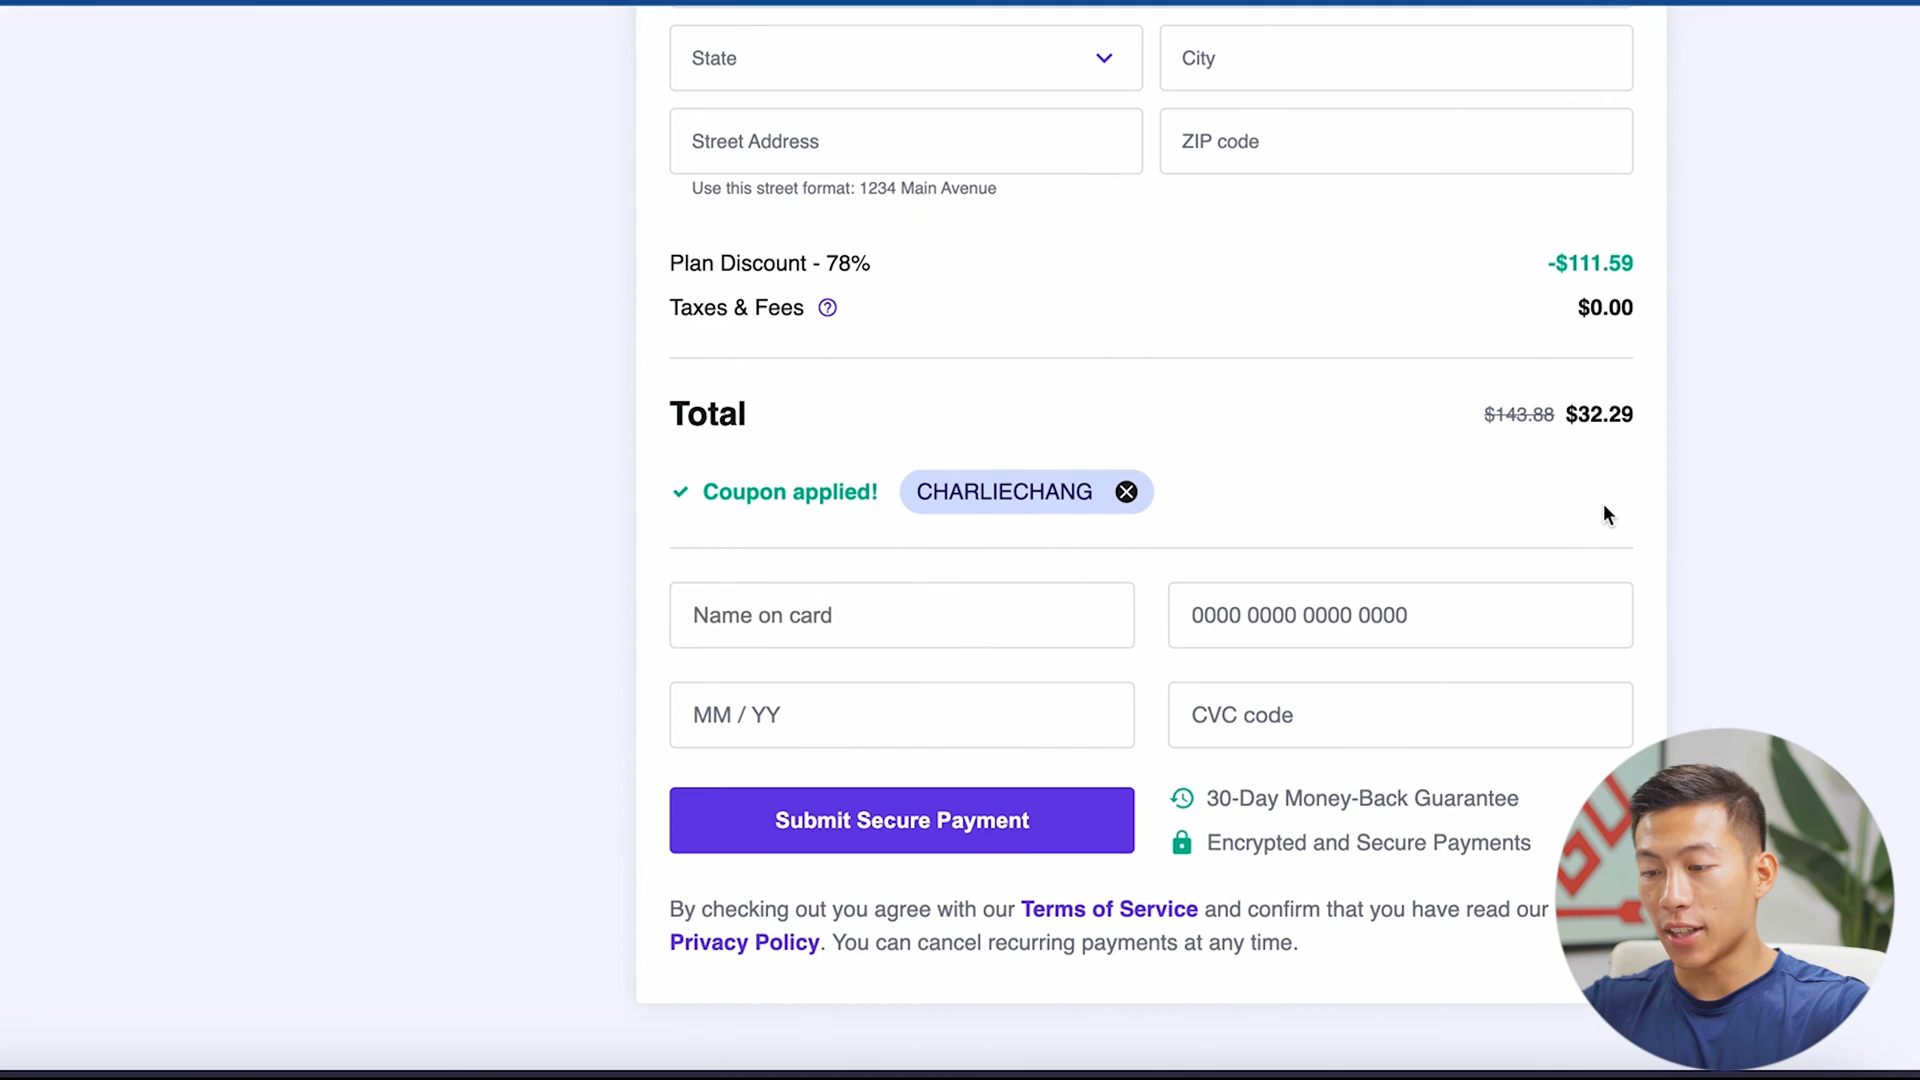 State
City
Street Address
ZIP code
Use this street format: 1234 Main Avenue
Plan Discount - 78%
-$111.59
Taxes & Fees ?
$0.00
Total
$143.88 $32.29
Coupon applied! CHARLIECHANG
Name on card
0000 0000 0000 0000
MM / YY
CVC code
Submit Secure Payment
30-Day Money-Back Guarantee
Encrypted and Secure Payments
By checking out you agree with our Terms of Service and confirm that you have read our
Privacy Policy. You can cancel recurring payments at any time.